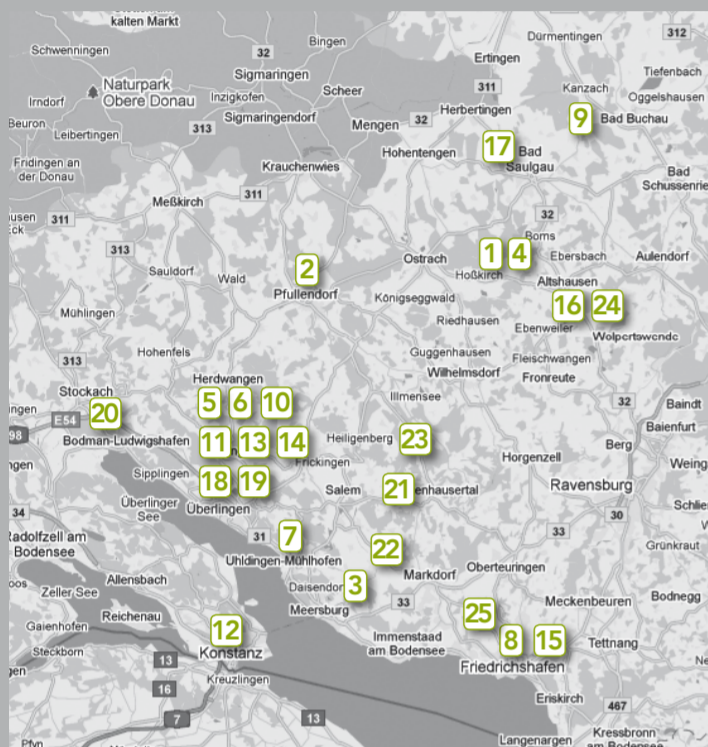 kalten Markt
Bingen
Dürmentingen
312
Schwenningen
32
Ertingen
Sigmaringen
Tiefenbach
Naturpark
Obere Donau
Scheer
311
Kanzach
Inzigkofen
Oggelshausen
Irndorf
Sigmaringendorf
Herbertingen
Beuron
313
Mengen
32
9
Bad Buchau
Leibertingen
17
Bad
Saulgau
Hohentengen
Fridingen an
der Donau
Krauchenwies
Bad
Schussenrie
311
Meßkirch
32
311
313
Boms
1
4
Ebersbach
Aulendorf
Ostrach
2
Sauldorf
Wald
Hoßkirch
Altshausen
Pfullendorf
Königseggwald
16
24
Mühlingen
Riedhausen
Ebenweiler
Wolpertswende
Hohenfels
Guggenhausen
Fleischwangen
313
Wilhelmsdorf
Fronreute
Herdwangen
Stockach
Illmensee
5
6
10
32
Baindt
20
E54
98
Baienfurt
Bodman-Ludwigshafen
11
13
14
Heiligenberg
23
Berg
Horgenzell
Frickingen
Sipplingen
18
19
Salem
21
enhausertal
Ravensburg
Überlinger
See
Überlingen
34
30
31
7
33
Radolfzell am
Bodensee
22
Grünkraut
Uhldingen-Mühlhofen
Oberteuringen
Allensbach
Markdorf
Zeller See
Daisendorf
3
Bodnegg
33
Meckenbeuren
Reichenau
Meersburg
25
Gaienhofen
12
Immenstaad
am Bodensee
8
15
Tettnang
Steckborn
Konstanz
13
Friedrichshafen
Kreuzlingen
16
Eriskirch
7
13
467
Kressbronn
am Bodensee
Langenargen